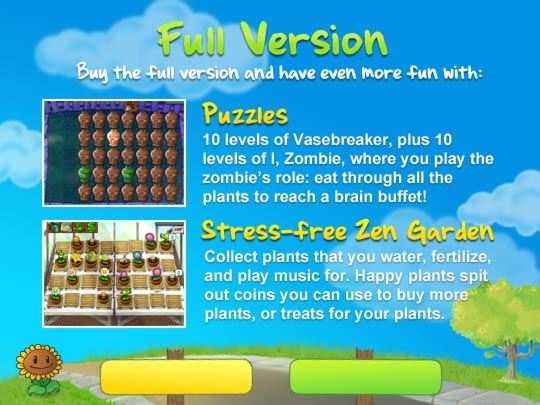 Full Version
Buy the full version and have even more fun with:
Puzzles
10 levels of Vasebreaker, plus 10
levels of I, Zombie, where you play the
zombie's role: eat through all the
plants to reach a brain buffet!
Stress-free Zen Garden
Collect plants that you water, fertilize,
and play music for. Happy plants spit
out coins you can use to buy more
plants, or treats for your plants.